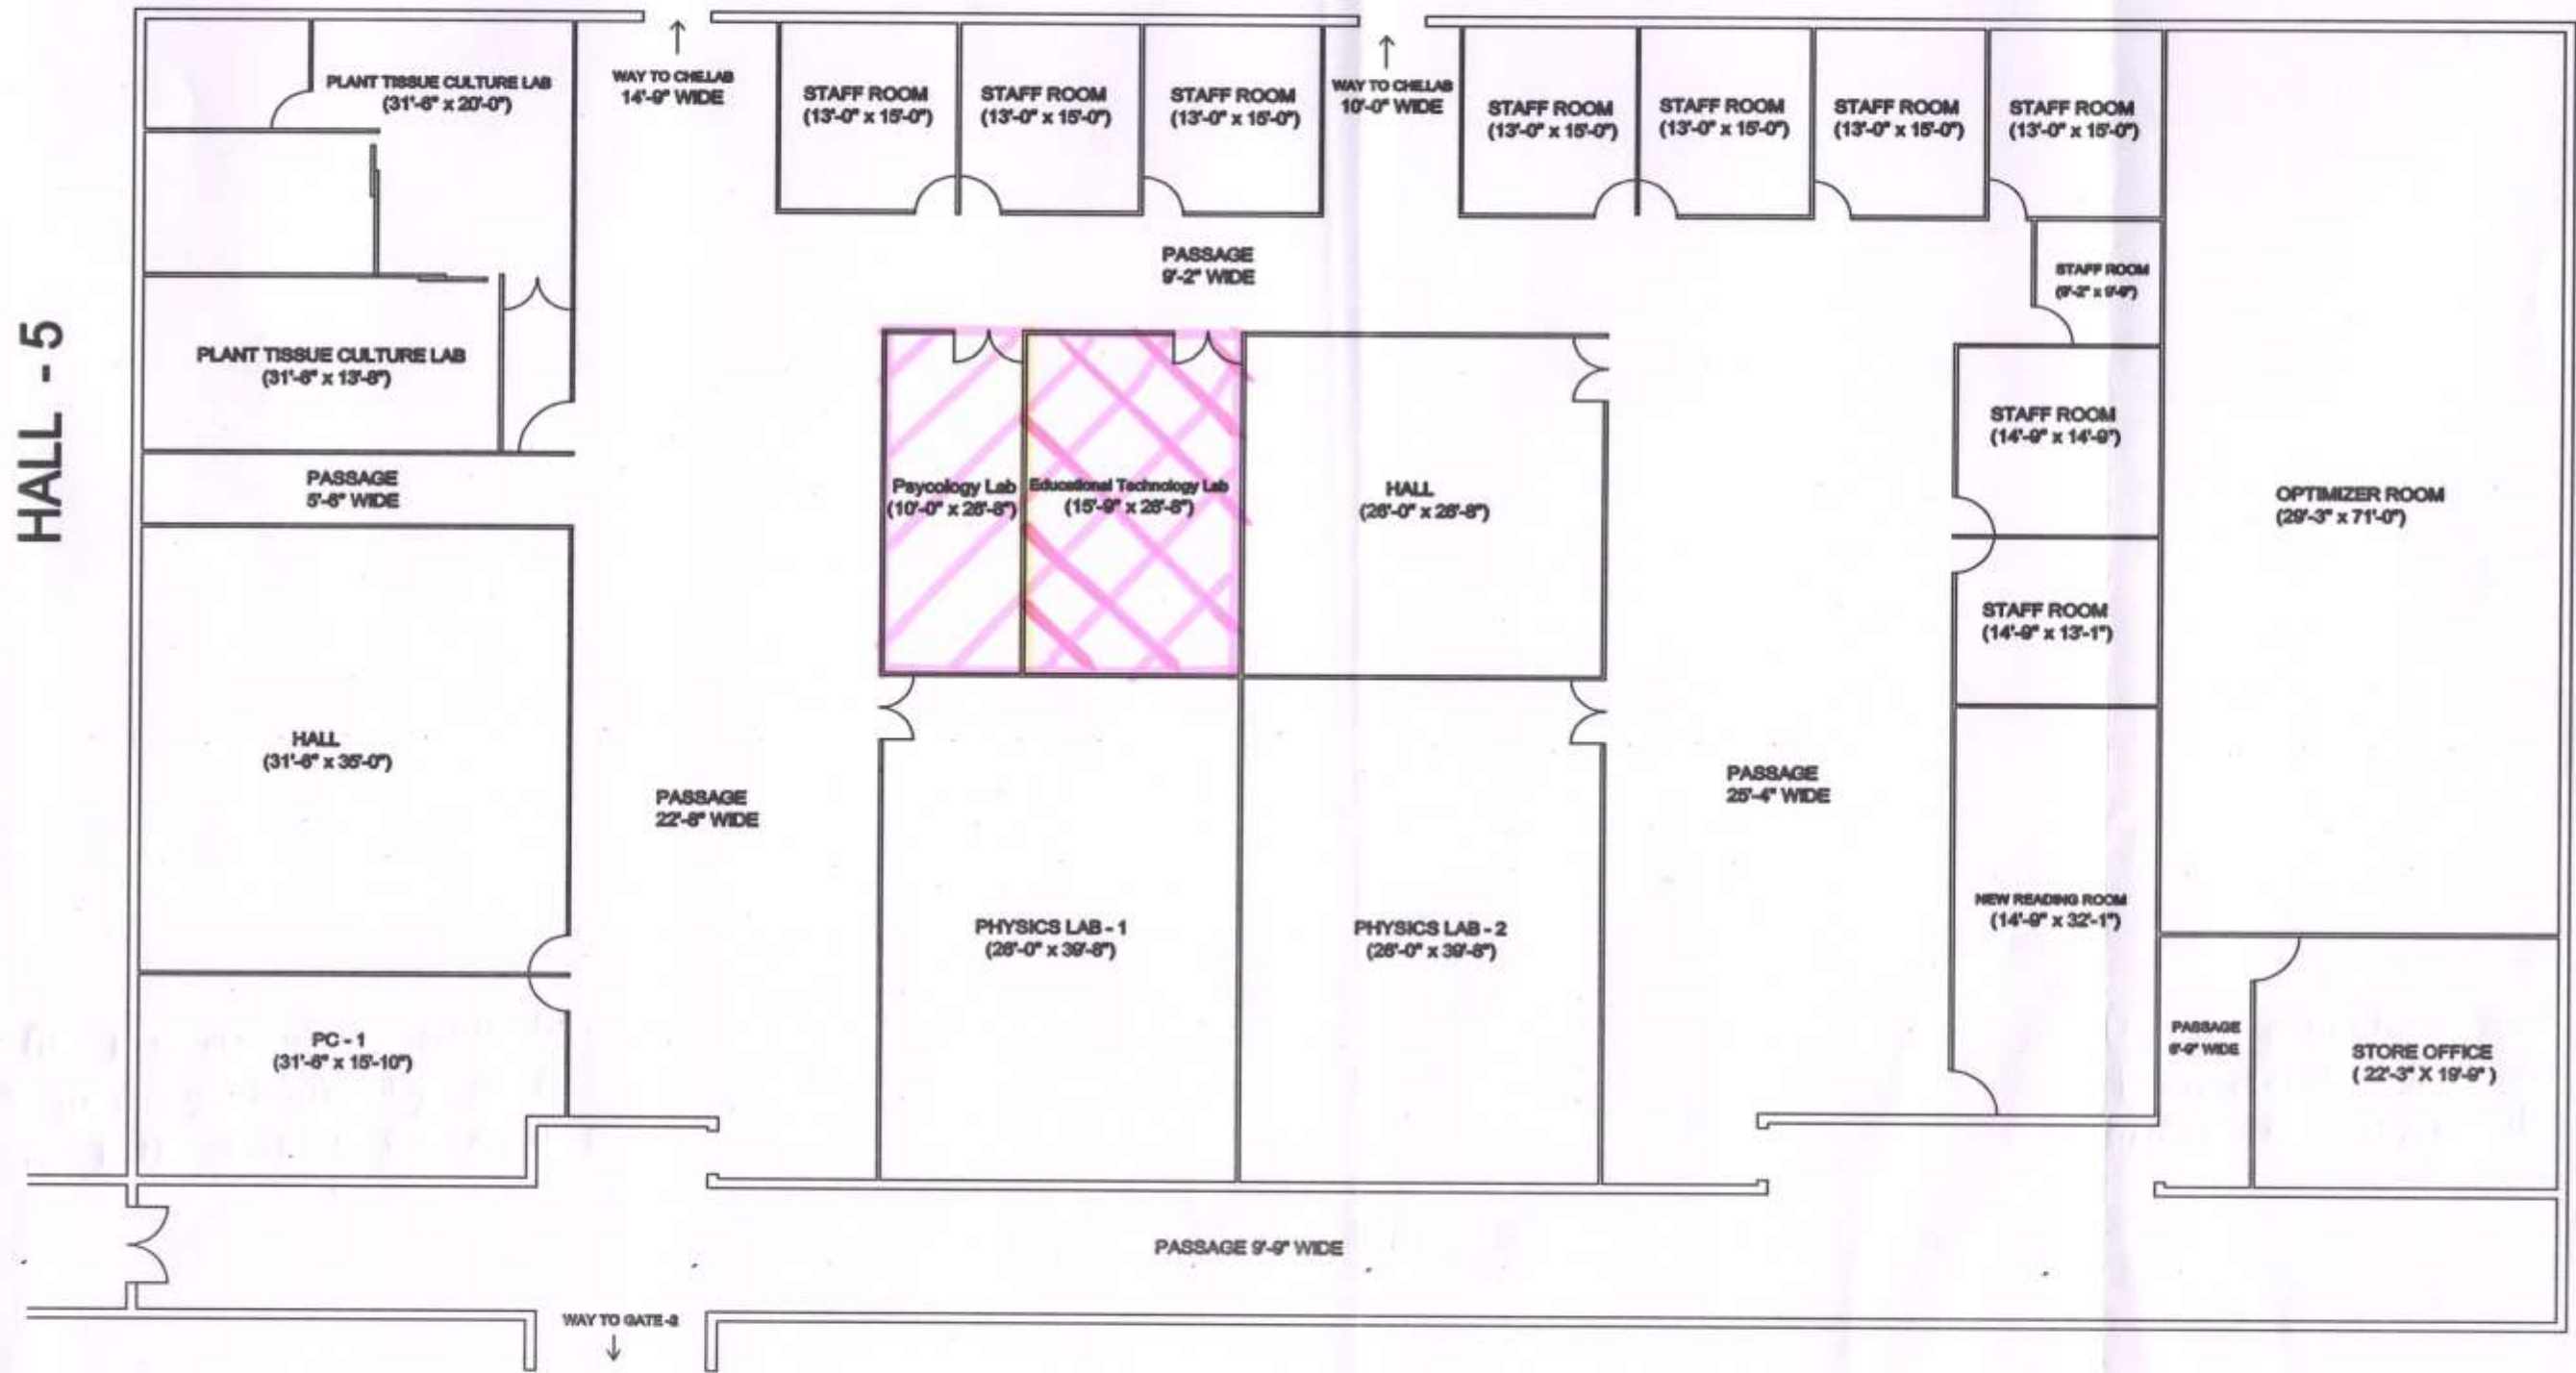 HALL - 5
PLANT TISSUE CULTURE LAB
(31'-6" x 20'-0")
WAY TO CHE.LAB
14'-9" WIDE
STAFF ROOM
(13'-0" x 15'-0")
STAFF ROOM
(13'-0" x 15'-0")
STAFF ROOM
(13'-0" x 15'-0")
WAY TO CHE.LAB
10'-0" WIDE
STAFF ROOM
(13'-0" x 15'-0")
STAFF ROOM
(13'-0" x 15'-0")
STAFF ROOM
(13'-0" x 15'-0")
STAFF ROOM
(13'-0" x 15'-0")
PASSAGE
9'-2" WIDE
STAFF ROOM
PLANT TISSUE CULTURE LAB
(31'-6" x 13'-8")
STAFF ROOM
(14'-9" x 14'-9")
PASSAGE
5'-6" WIDE
Psycology Lab
(10'-0" x 26'-8")
Educational Technology Lab
(15'-9" x 26'-8")
HALL
(26'-0" x 26'-8")
OPTIMIZER ROOM
(29'-3" x 71'-0")
STAFF ROOM
(14'-9" x 13'-1")
HALL
(31'-6" x 35'-0")
PASSAGE
22'-8" WIDE
PASSAGE
25'-4" WIDE
PHYSICS LAB - 1
(26'-0" x 39'-8")
PHYSICS LAB - 2
(26'-0" x 39'-8")
NEW READING ROOM
(14'-9" x 32'-1")
PC - 1
(31'-6" x 15'-10")
PASSAGE
6'-9" WIDE
STORE OFFICE
( 22'-3" X 19'-9" )
PASSAGE 9'-9" WIDE
WAY TO GATE -2